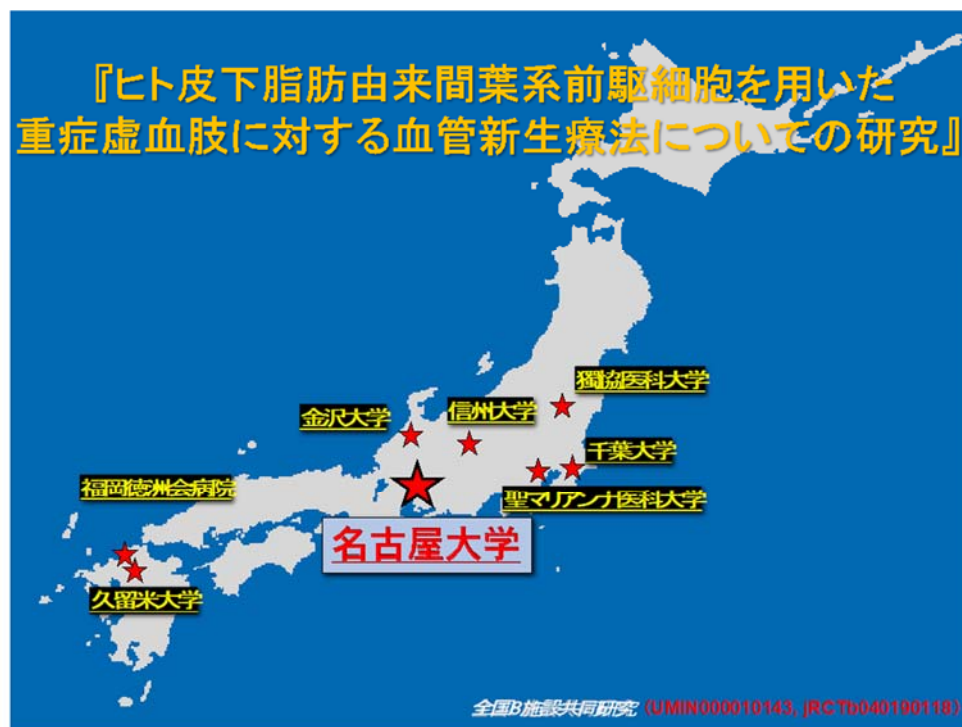 『ヒト皮下脂肪由来間葉系前駆細胞を用いた
重症虚血肢に対する血管新生療法についての研究』
獨協医科大学
信州大学
金沢大学
千葉大学
福岡徳洲会病院
聖マリアンナ医科大学
名古屋大学
久留米大学
全国8施設共同研究 (UMIN000010143, jRCTb040190118)